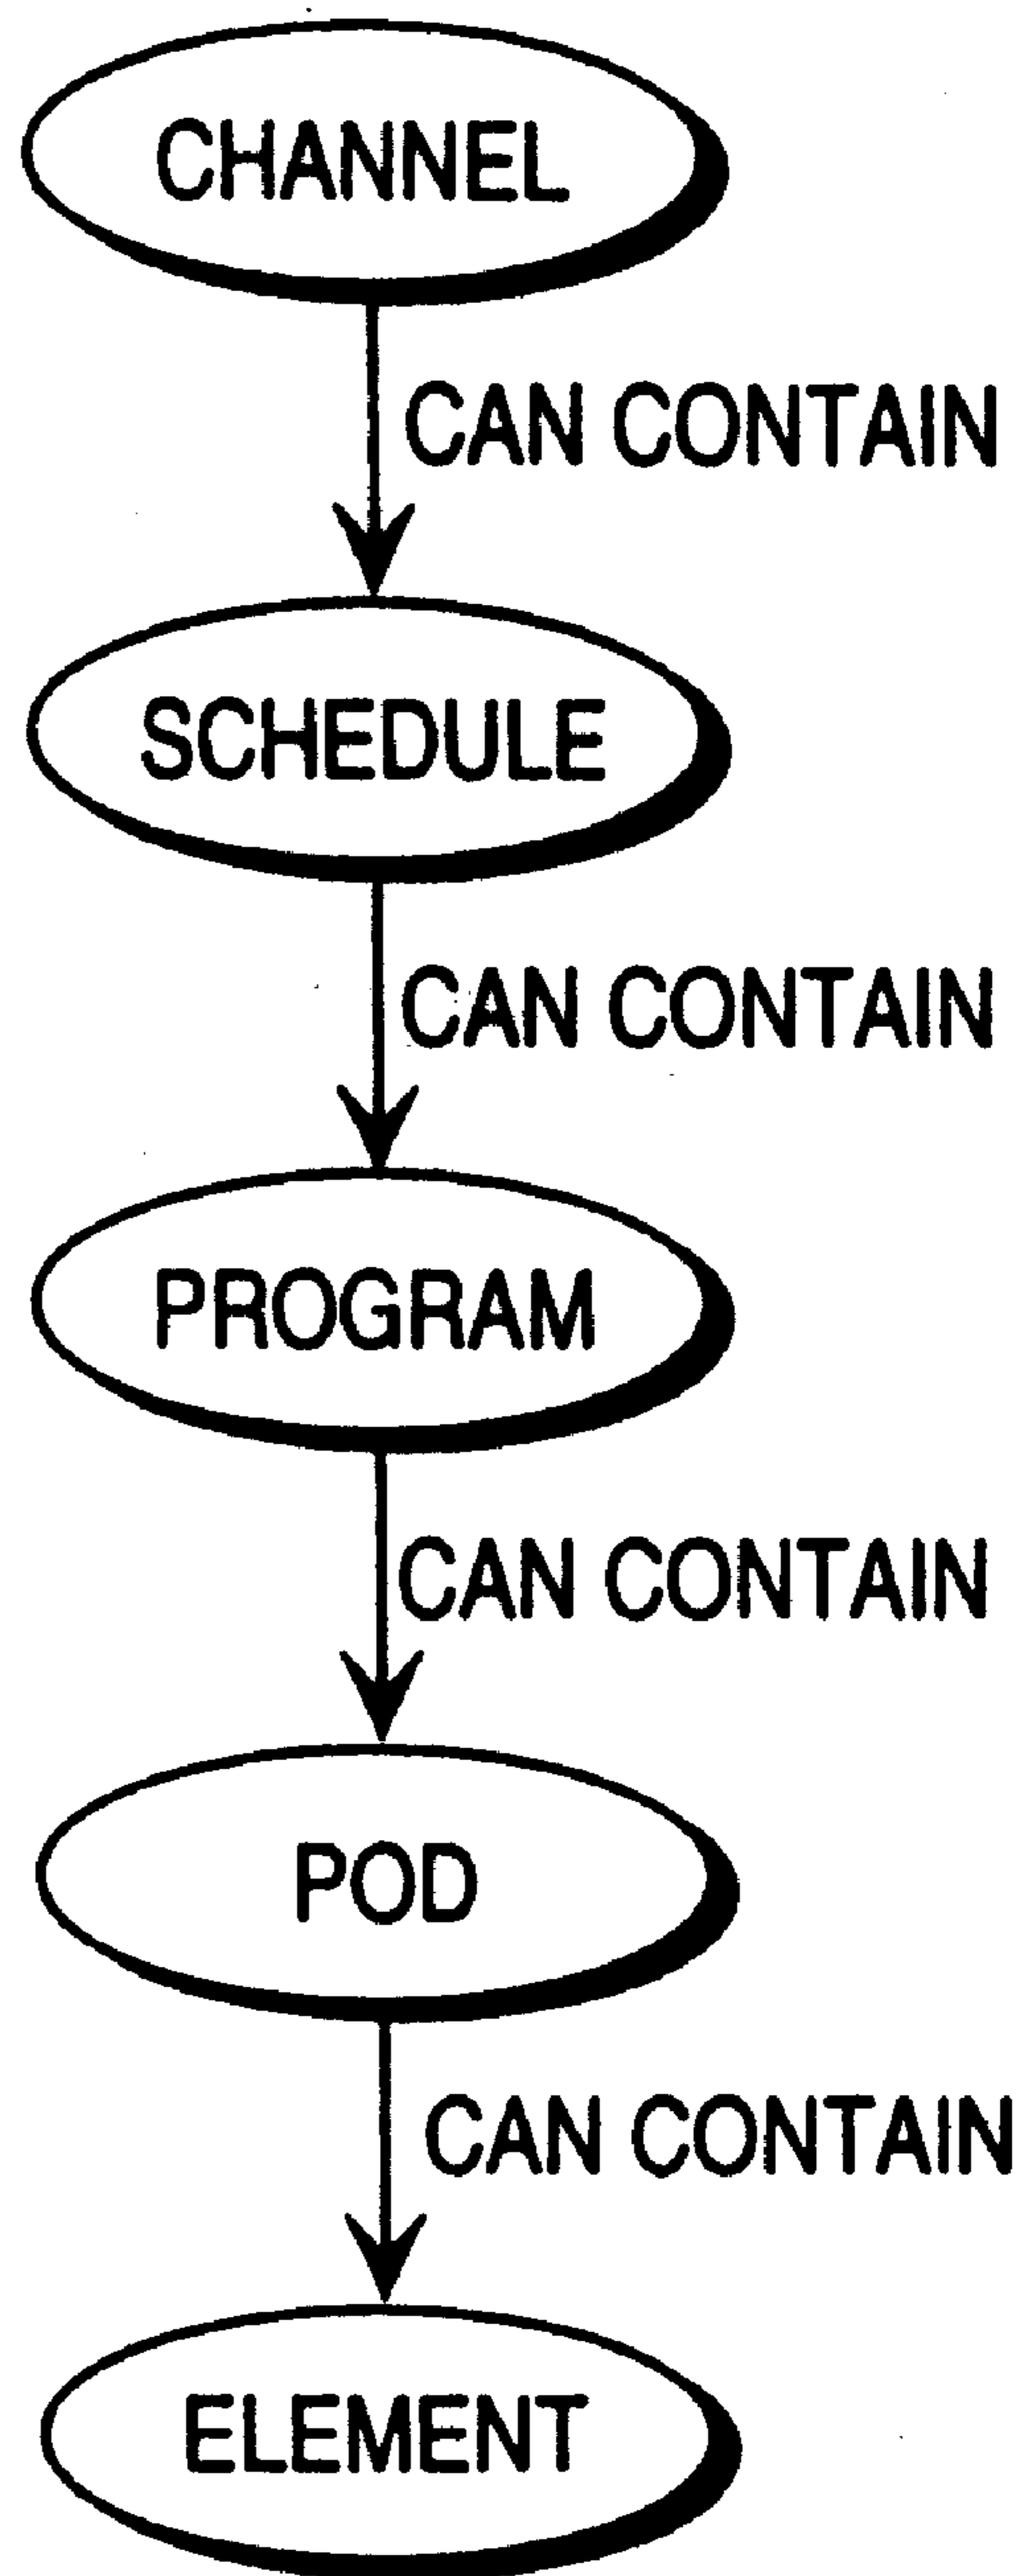 CHANNEL
CAN CONTAIN
SCHEDULE
CAN CONTAIN
PROGRAM
CAN CONTAIN
POD
CAN CONTAIN
ELEMENT